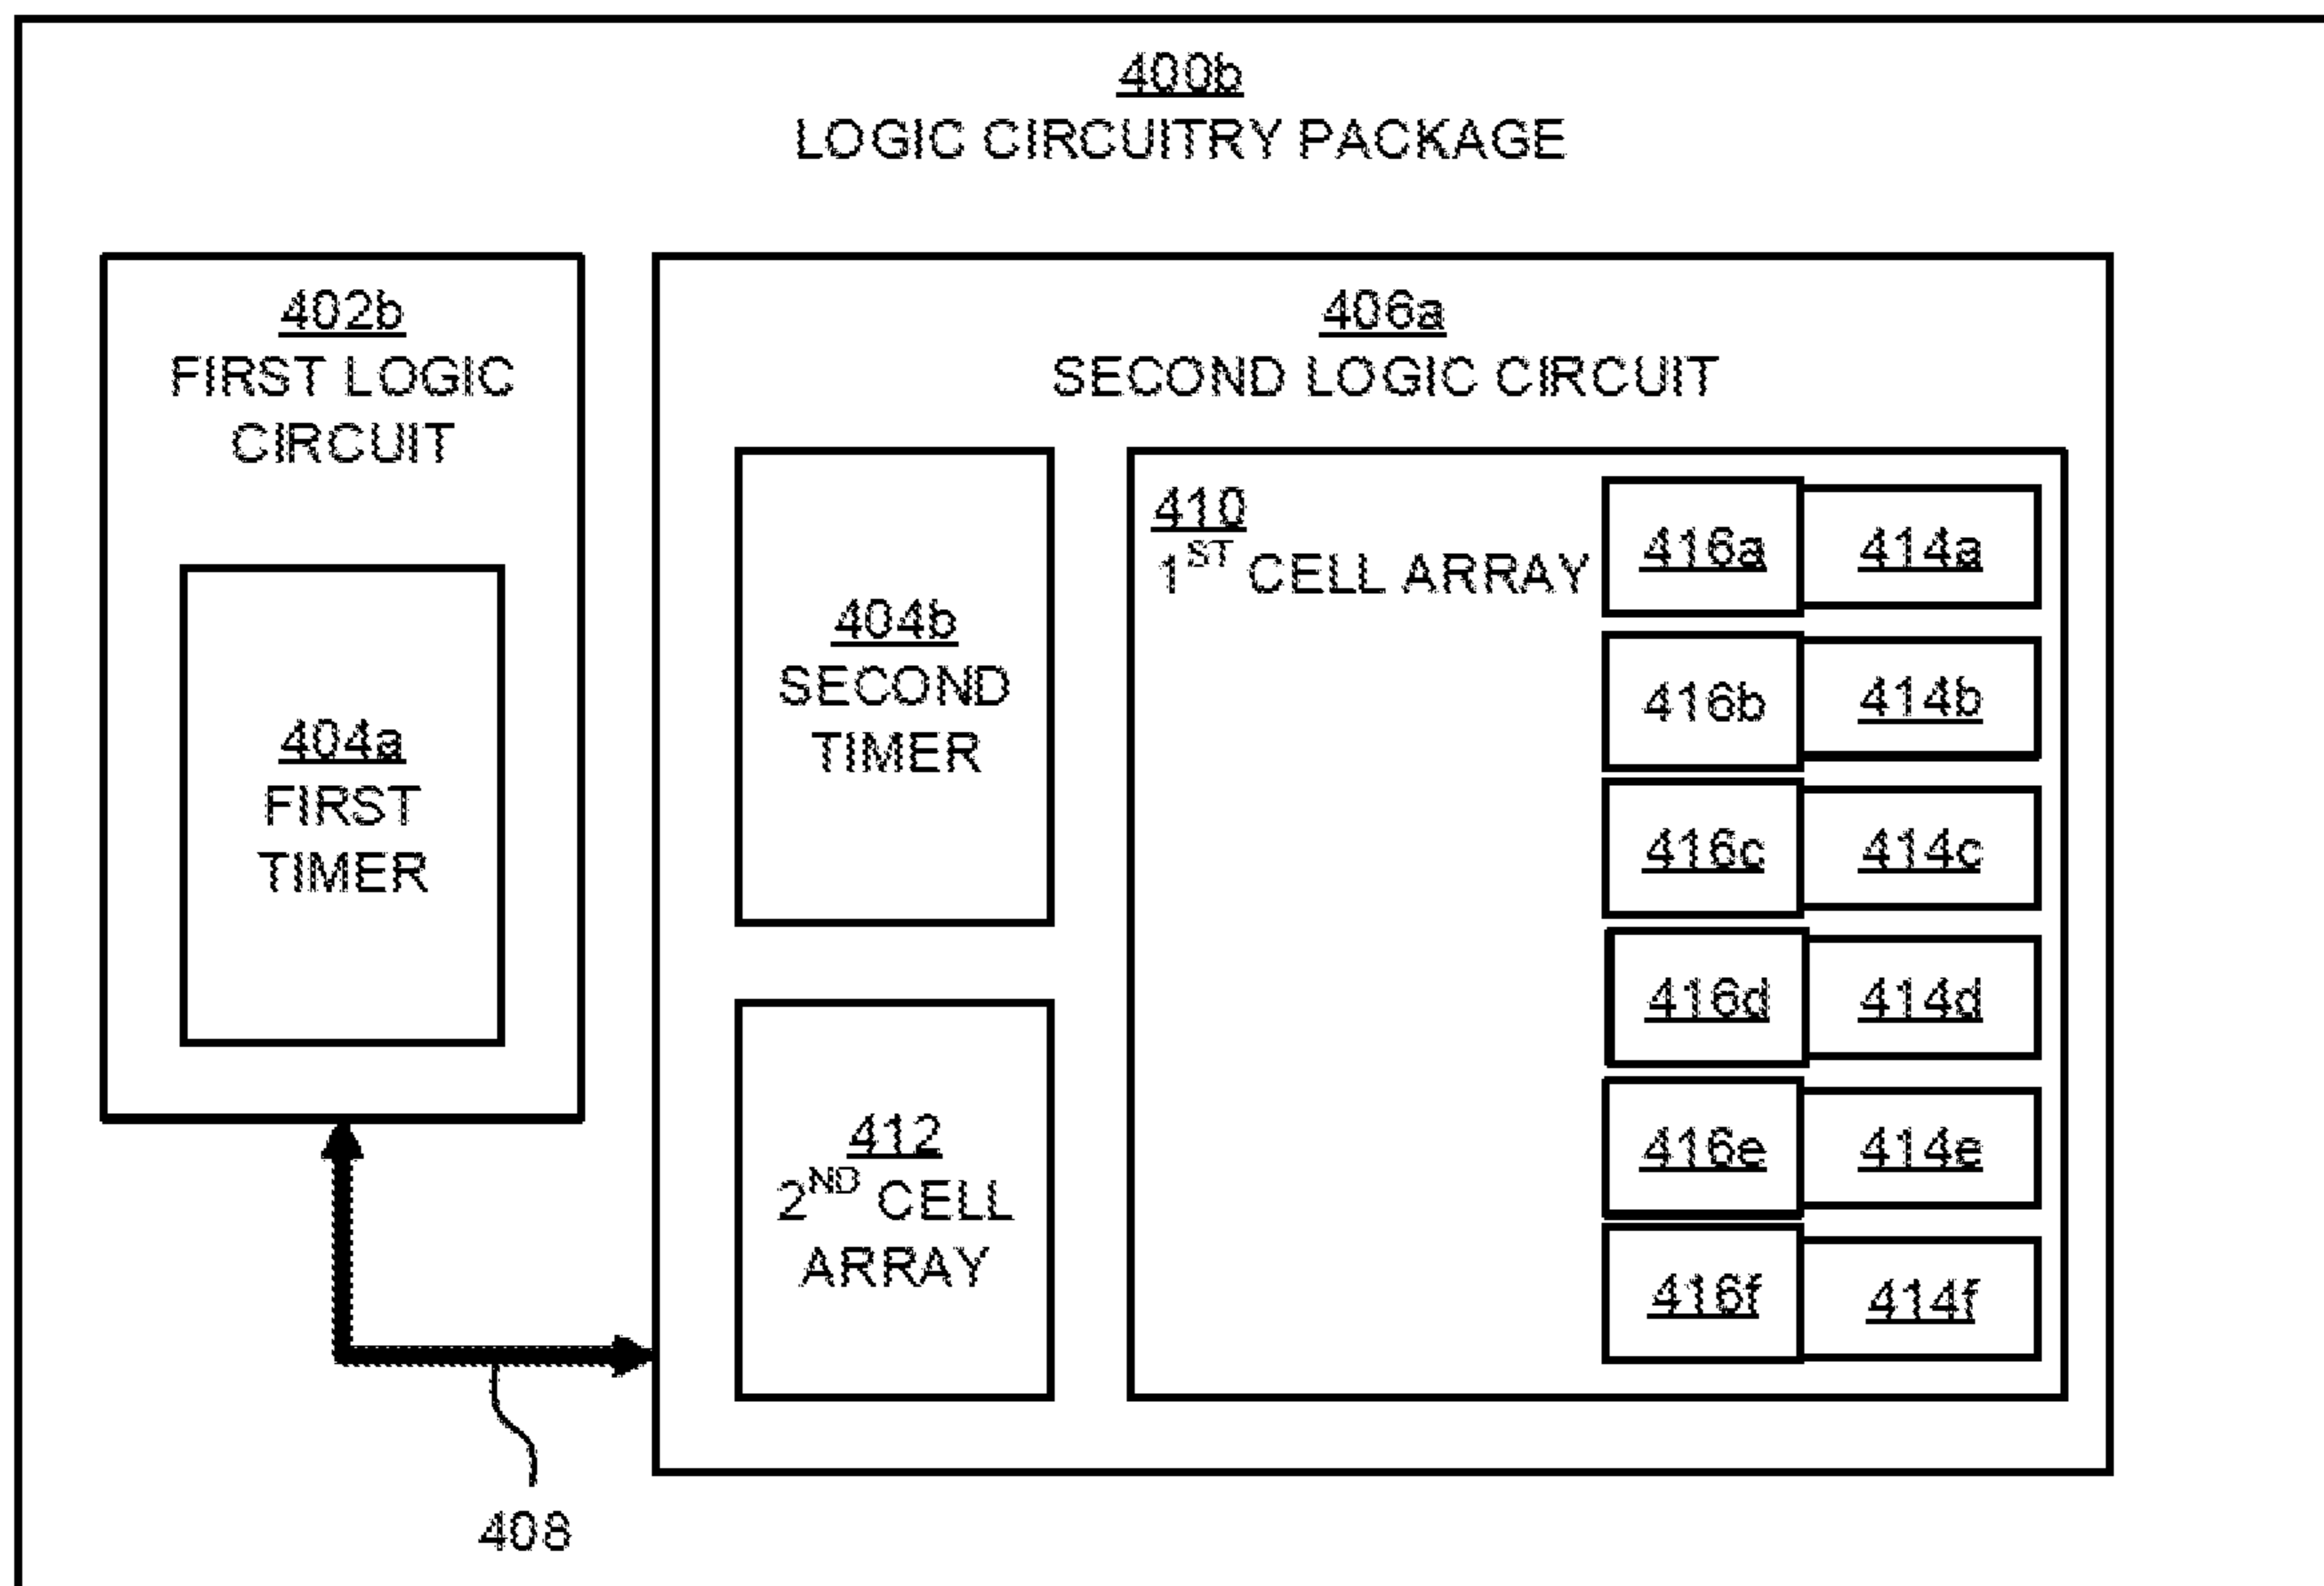 400b
LOGIC CIRCUITRY PACKAGE
402b
FIRST LOGIC
CIRCUIT
404a
FIRST
TIMER
408
406a
SECOND LOGIC CIRCUIT
404b
SECOND
TIMER
412
2ND CELL
ARRAY
410
1ST CELL ARRAY
416a 414a
416b 414b
416c 414c
416d 414d
416e 414e
416f 414f